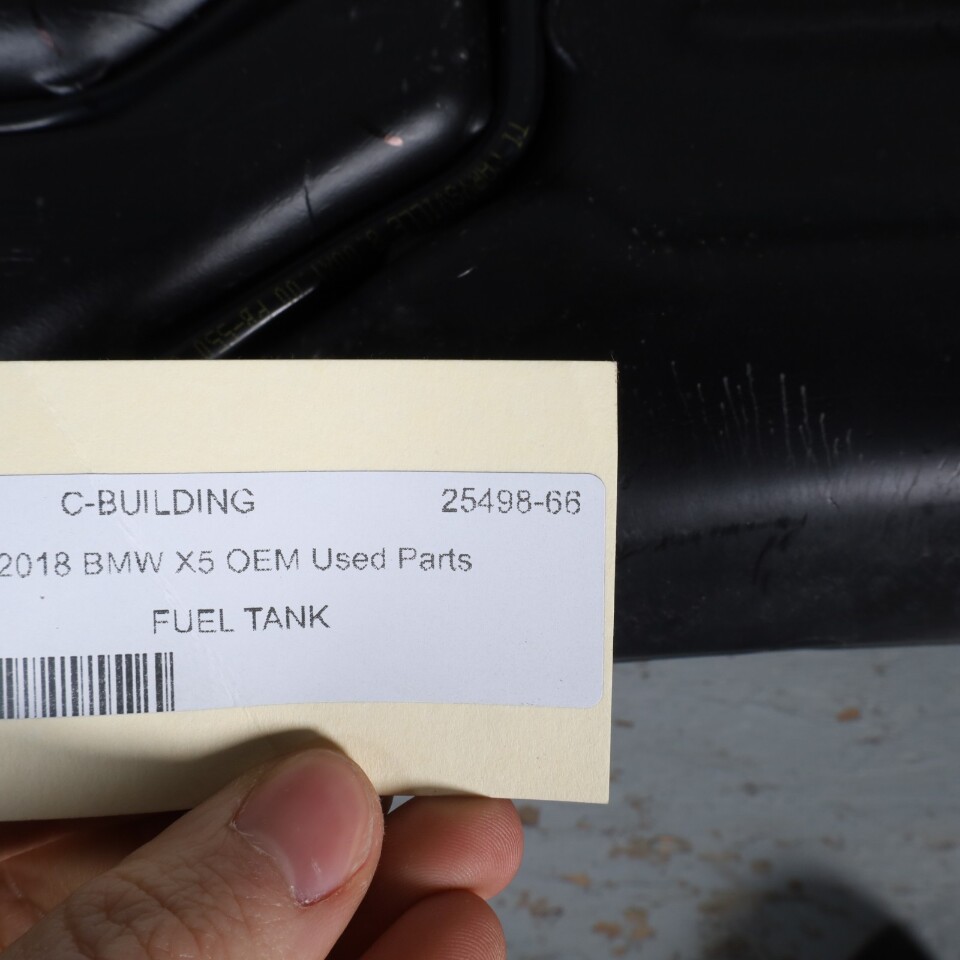 C-BUILDING 25498-66
2018 BMW X5 OEM Used Parts
FUEL TANK